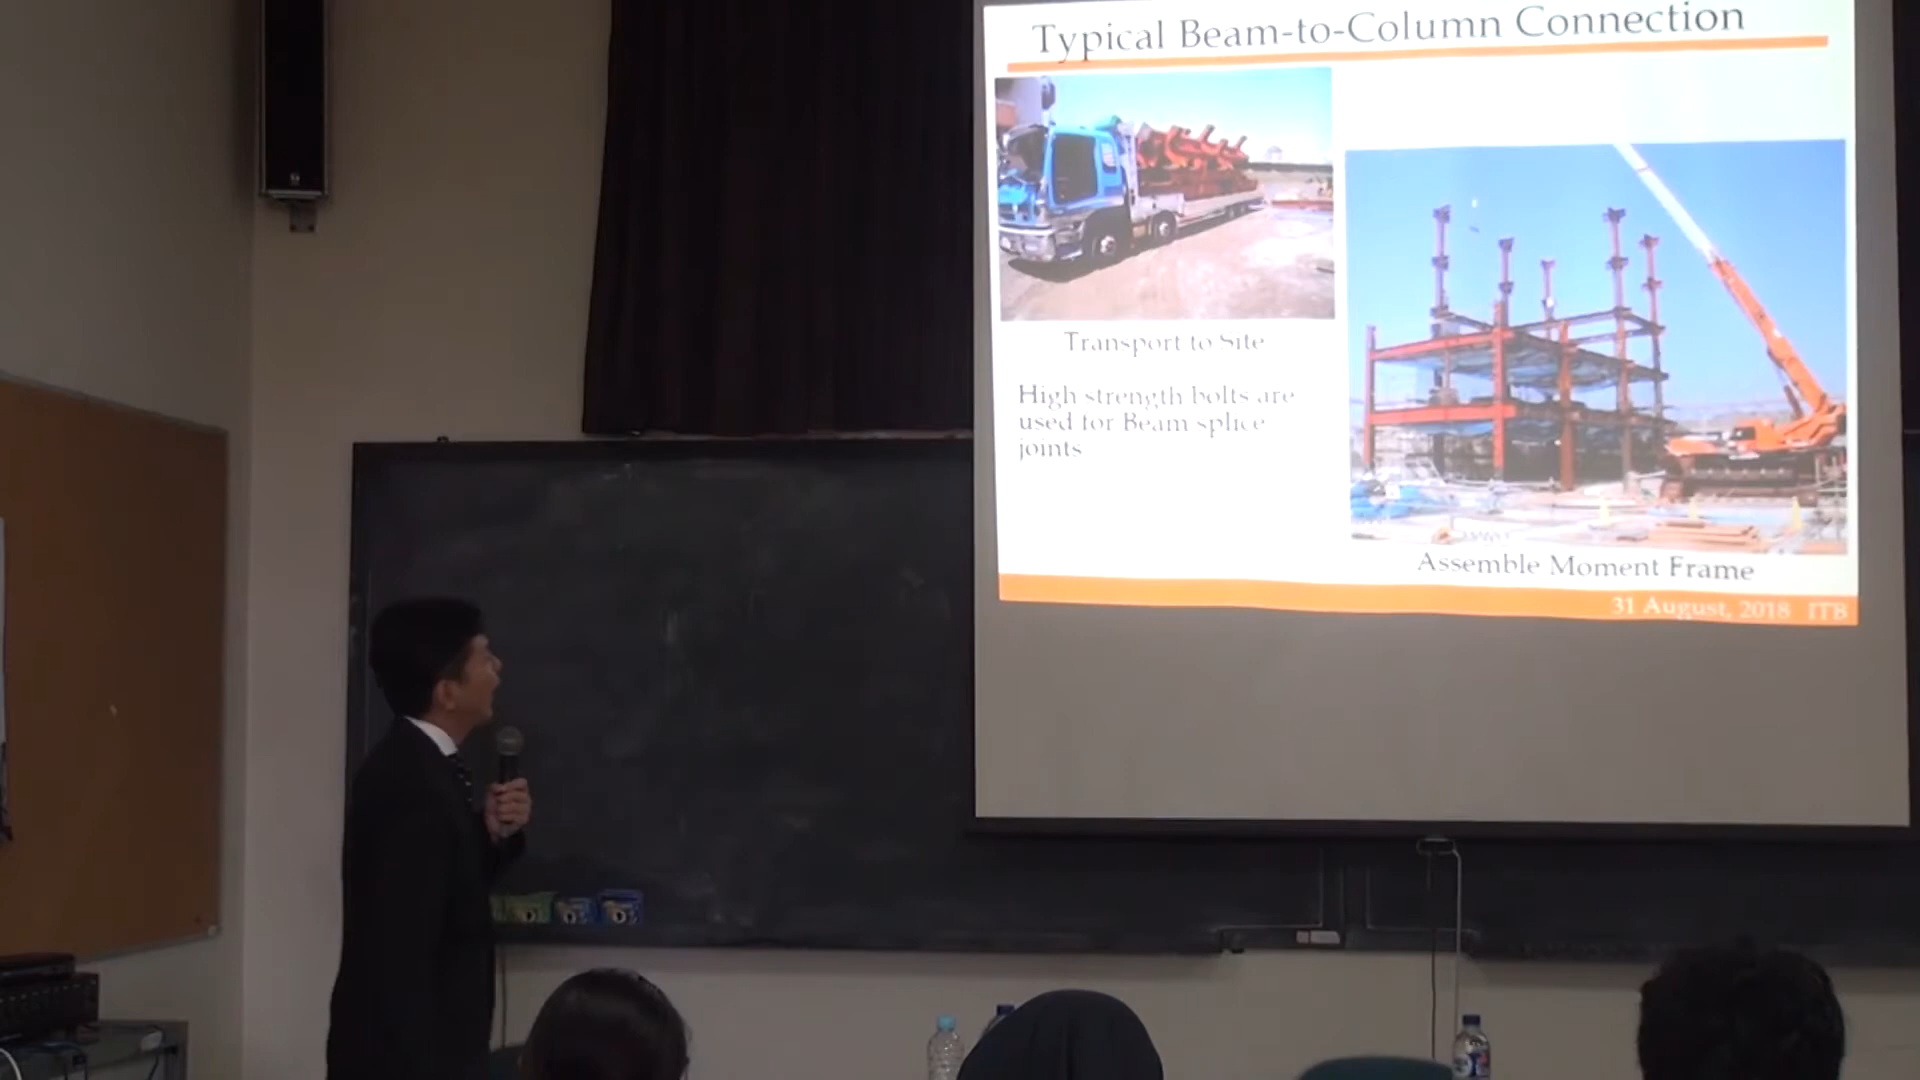 Typical Beam-to-Column Connection
Transport to Site
High strength bolts are
used for Beam splice
joints
Assemble Moment Frame
31 August, 2018 ITB